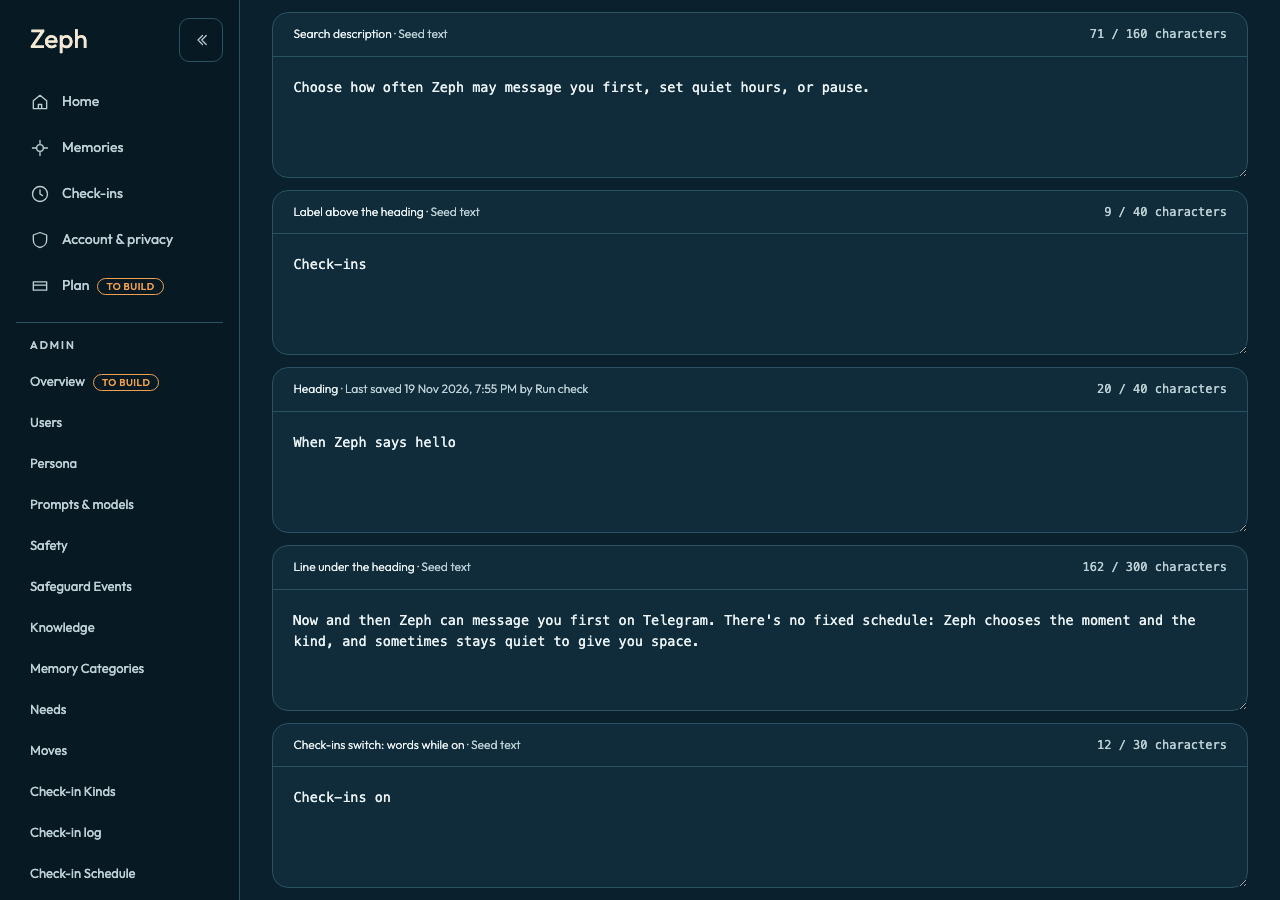 Zeph
Home
Memories
Check-ins
Account & privacy
Plan TO BUILD
ADMIN
Overview TO BUILD
Users
Persona
Prompts & models
Safety
Safeguard Events
Knowledge
Memory Categories
Needs
Moves
Check-in Kinds
Check-in log
Check-in Schedule
Search description · Seed text 71 / 160 characters
Choose how often Zeph may message you first, set quiet hours, or pause.
Label above the heading · Seed text 9 / 40 characters
Check-ins
Heading · Last saved 19 Nov 2026, 7:55 PM by Run check 20 / 40 characters
When Zeph says hello
Line under the heading · Seed text 162 / 300 characters
Now and then Zeph can message you first on Telegram. There's no fixed schedule: Zeph chooses the moment and the
kind, and sometimes stays quiet to give you space.
Check-ins switch: words while on · Seed text 12 / 30 characters
Check-ins on